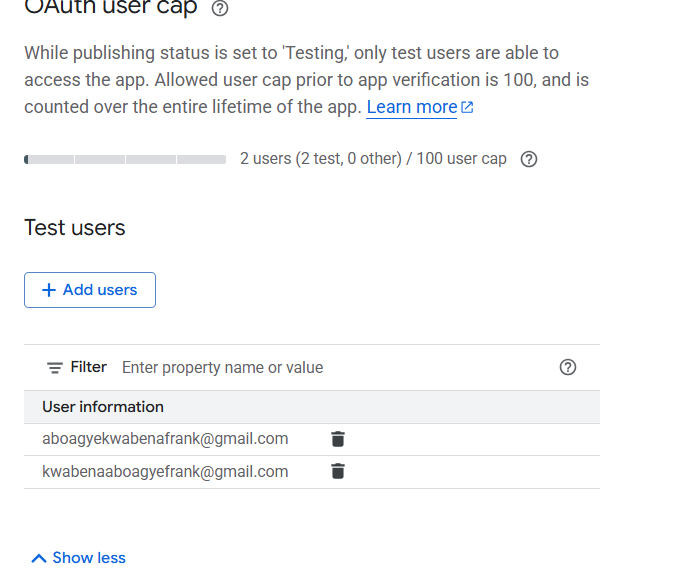 OAuth user cap
While publishing status is set to 'Testing,' only test users are able to
access the app. Allowed user cap prior to app verification is 100, and is
counted over the entire lifetime of the app. Learn more
2 users (2 test, 0 other) / 100 user cap
Test users
+ Add users
Filter Enter property name or value
User information
aboagyekwabenafrank@gmail.com
kwabenaaboagyefrank@gmail.com
Show less